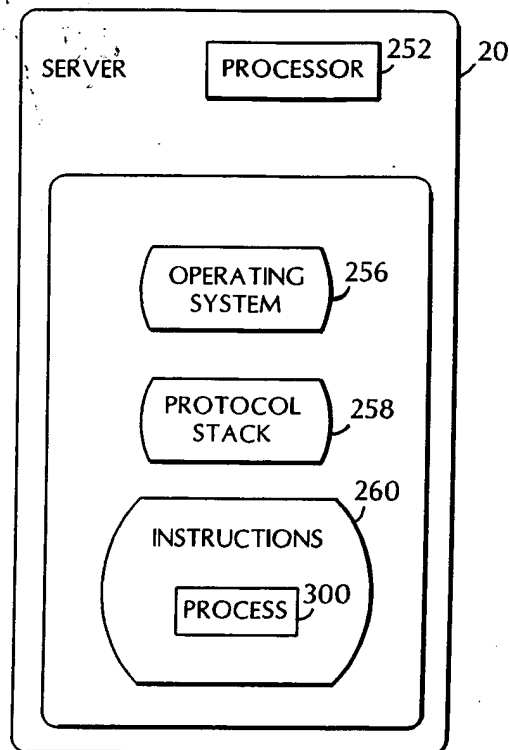 SERVER
PROCESSOR
252
20
OPERATING
SYSTEM
256
PROTOCOL
STACK
258
260
INSTRUCTIONS
PROCESS
300